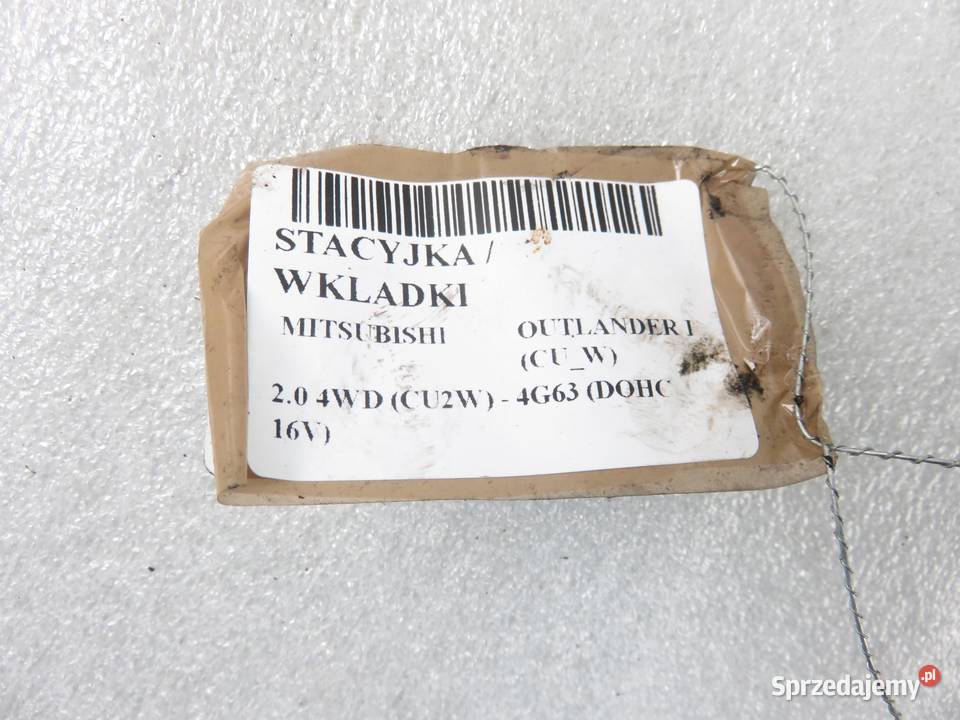 STACYJKA /
WKLADKI
MITSUBISHI OUTLANDER I
(CU_W)
2.0 4WD (CU2W) - 4G63 (DOHC
16V)
Sprzedajemy.pl